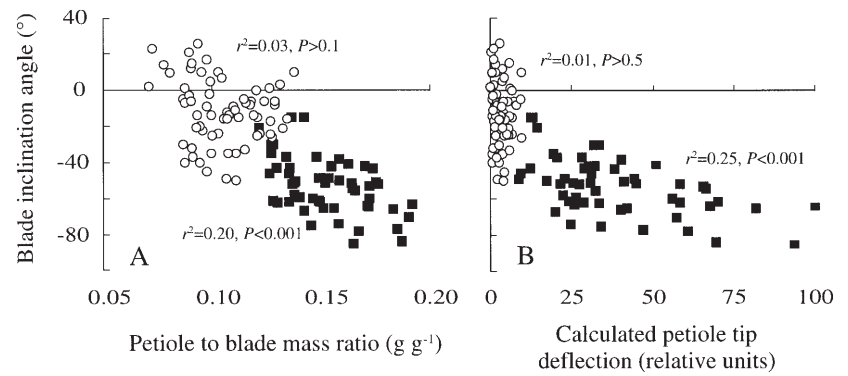 Blade inclination angle (°)
40
0
-40
-80
r²=0.03, P>0.1
r²=0.20, P<0.001
A
0.05 0.10 0.15 0.20
Petiole to blade mass ratio (g g⁻¹)
r²=0.01, P>0.5
r²=0.25, P<0.001
B
0 25 50 75 100
Calculated petiole tip
deflection (relative units)